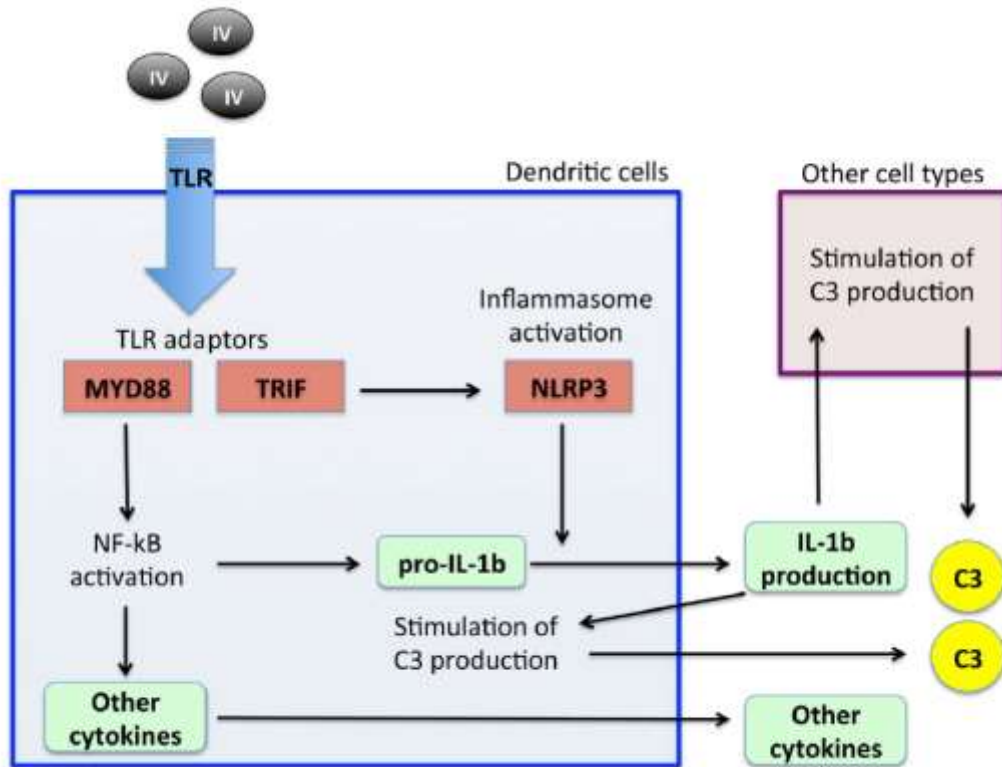 IV
IV
IV
TLR
Dendritic cells
Other cell types
Stimulation of
C3 production
Inflammasome
activation
TLR adaptors
MYD88
TRIF
NLRP3
NF-kB
activation
pro-IL-1b
IL-1b
production
C3
Stimulation of
C3 production
C3
Other
cytokines
Other
cytokines